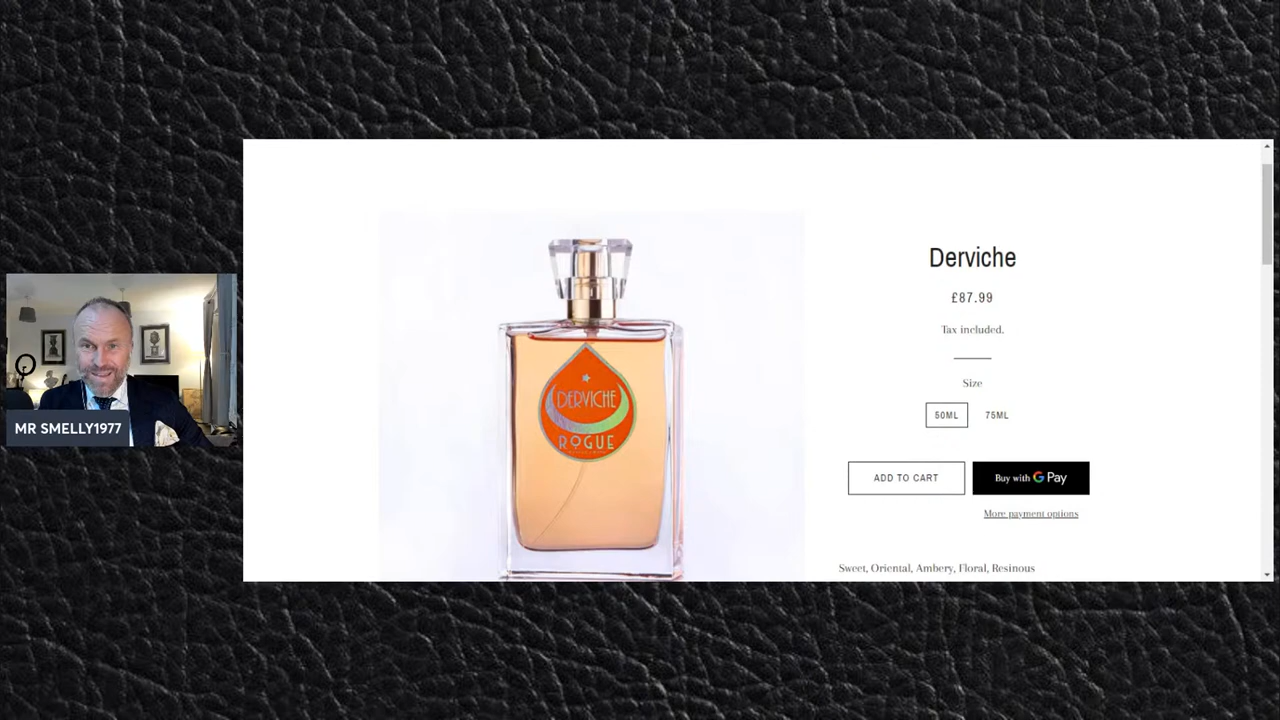 MR SMELLY1977
DERVICHE
ROGUE
Derviche
£87.99
Tax included.
Size
50ML 75ML
ADD TO CART Buy with G Pay
More payment options
Sweet, Oriental, Ambery, Floral, Resinous